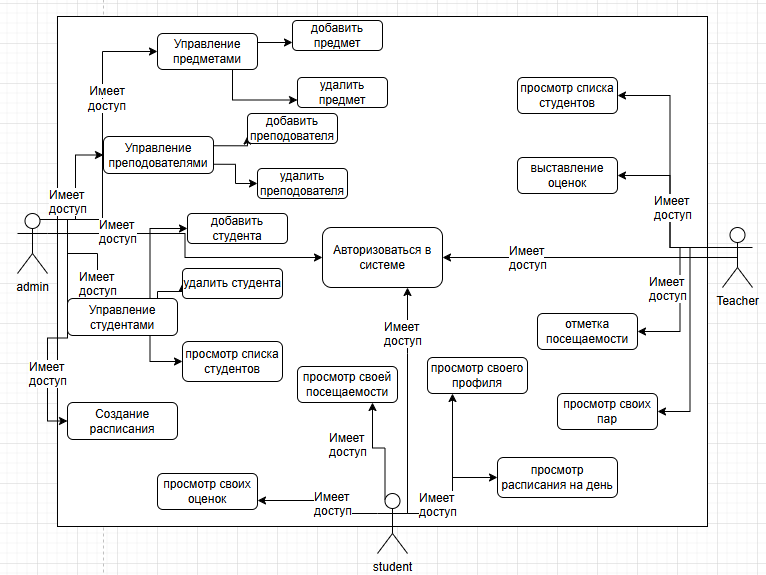 добавить
предмет
Управление
предметами
удалить
предмет
Имеет
доступ
просмотр списка
студентов
добавить
преподователя
Управление
преподователями
удалить
преподователя
выставление
оценок
Имеет
доступ
Имеет
доступ
добавить
студента
Имеет
доступ
Авторизоваться в
системе
Имеет
доступ
admin
Teacher
Имеет
доступ
удалить студента
Имеет
доступ
Управление
студентами
отметка
посещаемости
Имеет
доступ
просмотр списка
студентов
Имеет
доступ
просмотр своей
посещаемости
просмотр своего
профиля
Создание
расписания
просмотр своих
пар
Имеет
доступ
просмотр
расписания на день
просмотр своих
оценок
Имеет
доступ
Имеет
доступ
student